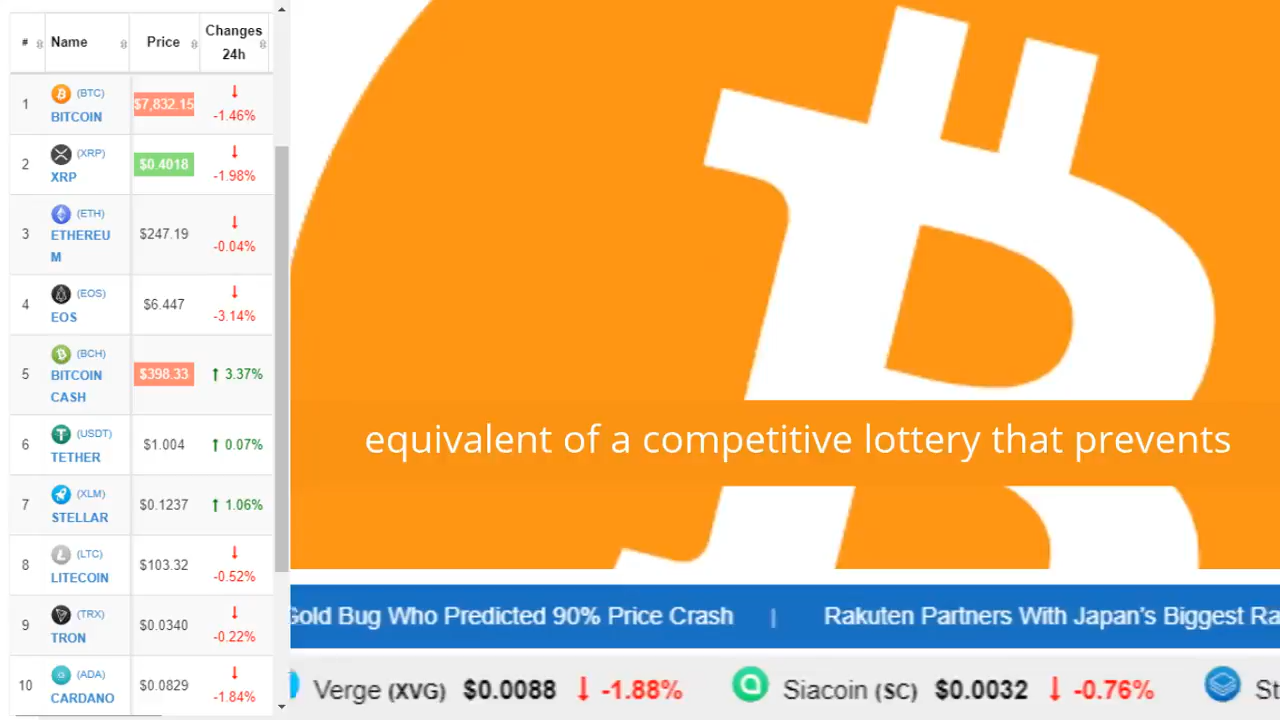 # Name Price Changes 24h
1 (BTC) BITCOIN $7,832.15 -1.46%
2 (XRP) XRP $0.4018 -1.98%
3 (ETH) ETHEREU M $247.19 -0.04%
4 (EOS) EOS $6.447 -3.14%
5 (BCH) BITCOIN CASH $398.33 3.37%
6 (USDT) TETHER $1.004 0.07%
7 (XLM) STELLAR $0.1237 1.06%
8 (LTC) LITECOIN $103.32 -0.52%
9 (TRX) TRON $0.0340 -0.22%
10 (ADA) CARDANO $0.0829 -1.84%
equivalent of a competitive lottery that prevents
Gold Bug Who Predicted 90% Price Crash | Rakuten Partners With Japan's Biggest Ra
Verge (XVG) $0.0088 -1.88% Siacoin (SC) $0.0032 -0.76% St